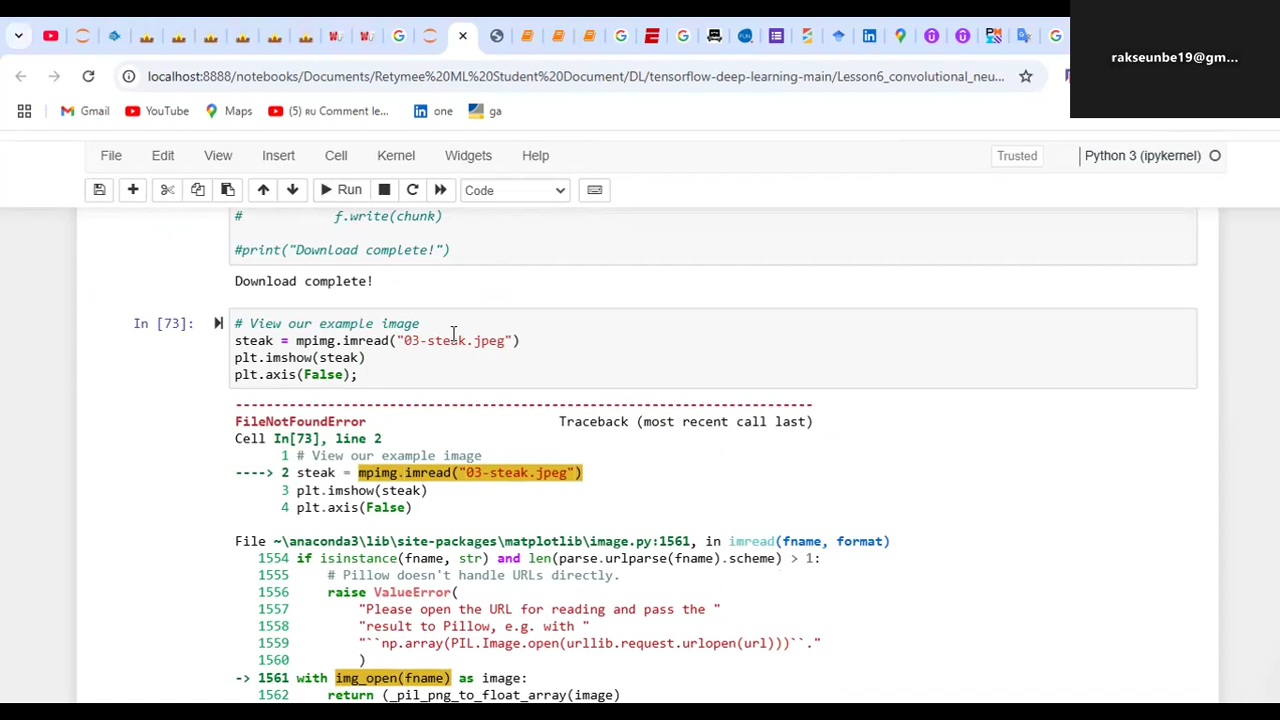 rakseunbe19@gm...
localhost:8888/notebooks/Documents/Retymee%20ML%20Student%20Document/DL/tensorflow-deep-learning-main/Lesson6_convolutional_neu...
Gmail YouTube Maps (5) ฿ม Comment le... one ga
File Edit View Insert Cell Kernel Widgets Help Trusted Python 3 (ipykernel)
Run Code
# f.write(chunk)
#print("Download complete!")
Download complete!
In [73]: # View our example image
steak = mpimg.imread("03-steak.jpeg")
plt.imshow(steak)
plt.axis(False);
---------------------------------------------------------------------------
FileNotFoundError Traceback (most recent call last)
Cell In[73], line 2
1 # View our example image
----> 2 steak = mpimg.imread("03-steak.jpeg")
3 plt.imshow(steak)
4 plt.axis(False)
File ~\anaconda3\lib\site-packages\matplotlib\image.py:1561, in imread(fname, format)
1554 if isinstance(fname, str) and len(parse.urlparse(fname).scheme) > 1:
1555 # Pillow doesn't handle URLs directly.
1556 raise ValueError(
1557 "Please open the URL for reading and pass the "
1558 "result to Pillow, e.g. with "
1559 "``np.array(PIL.Image.open(urllib.request.urlopen(url)))``."
1560 )
-> 1561 with img_open(fname) as image:
1562 return (_pil_png_to_float_array(image)